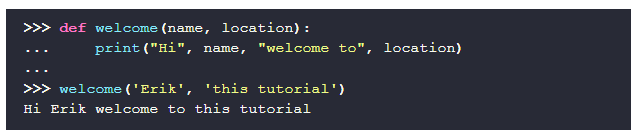 >>> def welcome(name, location):
...     print("Hi", name, "welcome to", location)
...
>>> welcome('Erik', 'this tutorial')
Hi Erik welcome to this tutorial